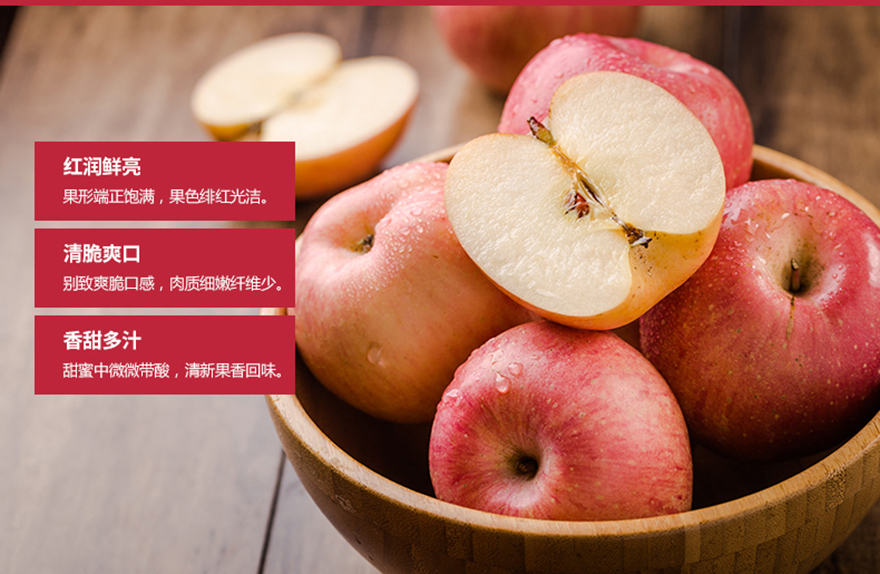 红润鲜亮
果形端正饱满，果色绯红光洁。
清脆爽口
别致爽脆口感，肉质细嫩纤维少。
香甜多汁
甜蜜中微微带酸，清新果香回味。